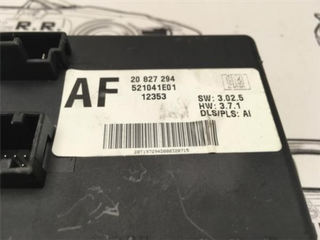 AF
20 827 294
521041E01
12353
SW: 3.02.5
HW: 3.7.1
DLS/PLS: AI